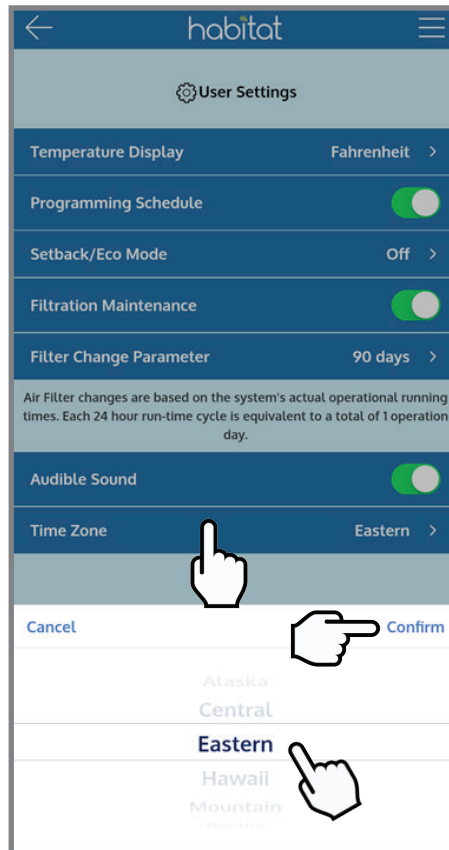 habitat
User Settings
Temperature Display Fahrenheit >
Programming Schedule
Setback/Eco Mode Off >
Filtration Maintenance
Filter Change Parameter 90 days >
Air Filter changes are based on the system's actual operational running
times. Each 24 hour run-time cycle is equivalent to a total of 1 operation
day.
Audible Sound
Time Zone Eastern >
Cancel Confirm
Alaska
Central
Eastern
Hawaii
Mountain